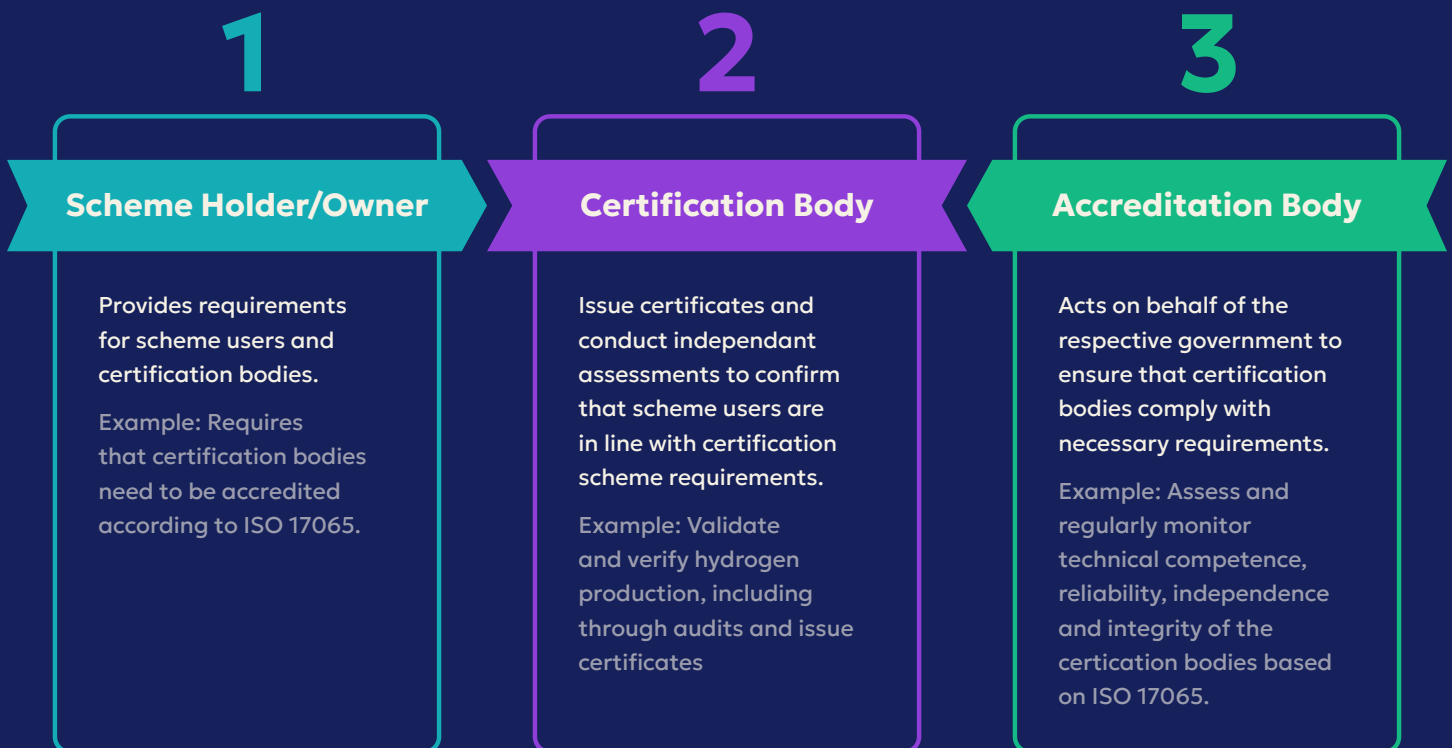 1
Scheme Holder/Owner
Provides requirements
for scheme users and
certification bodies.
Example: Requires
that certification bodies
need to be accredited
according to ISO 17065.
2
Certification Body
Issue certificates and
conduct independant
assessments to confirm
that scheme users are
in line with certification
scheme requirements.
Example: Validate
and verify hydrogen
production, including
through audits and issue
certificates
3
Accreditation Body
Acts on behalf of the
respective government to
ensure that certification
bodies comply with
necessary requirements.
Example: Assess and
regularly monitor
technical competence,
reliability, independence
and integrity of the
certication bodies based
on ISO 17065.